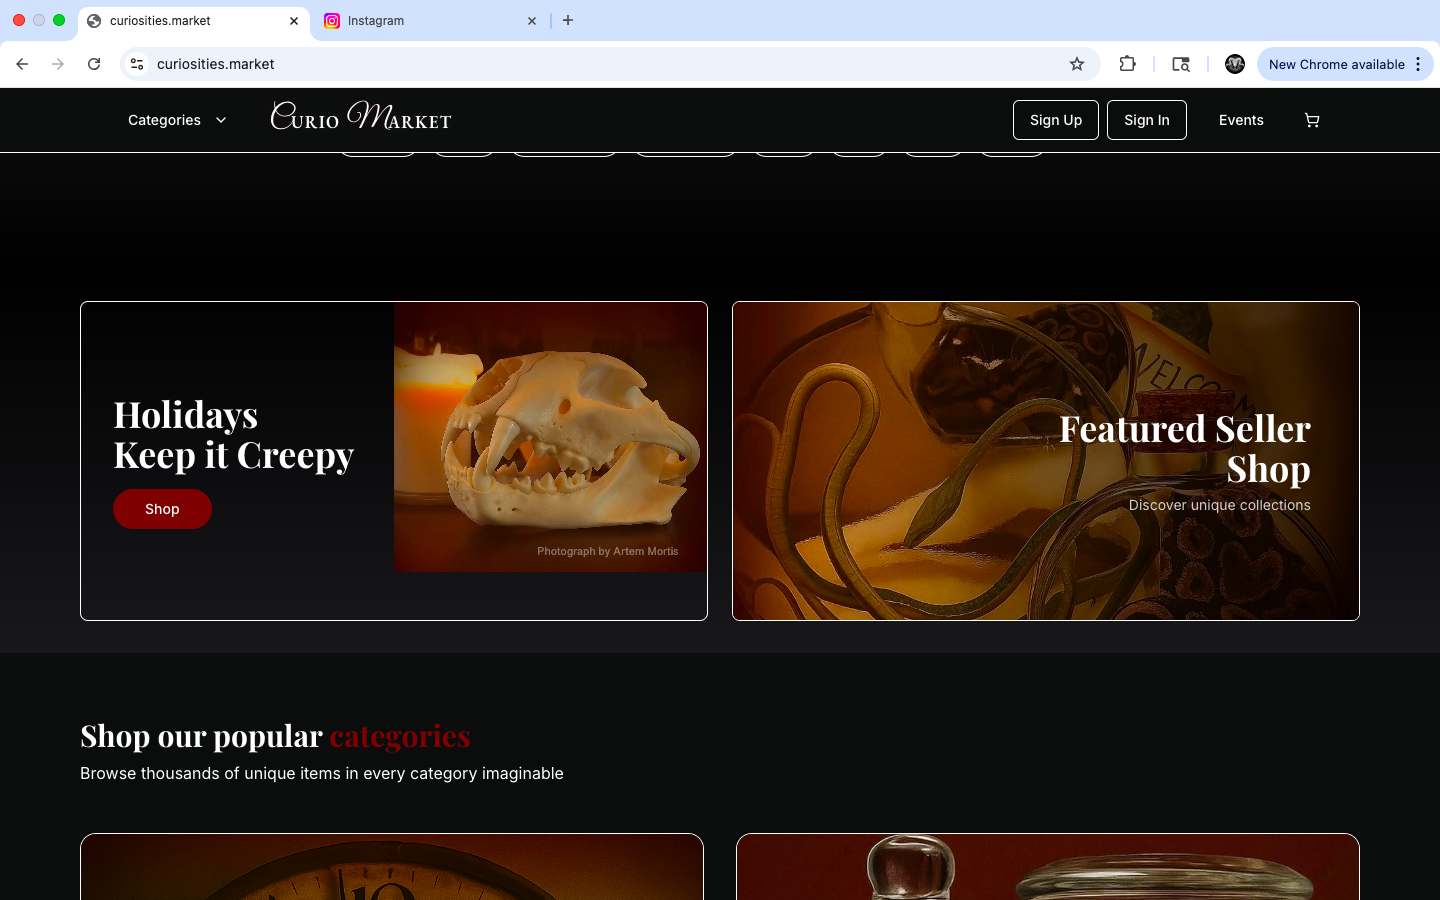 curiosities.market
Instagram
curiosities.market
New Chrome available
Categories
Curio Market
Sign Up
Sign In
Events
Holidays
Keep it Creepy
Shop
Photograph by Artem Mortis
WELCO
Featured Seller
Shop
Discover unique collections
Shop our popular categories
Browse thousands of unique items in every category imaginable